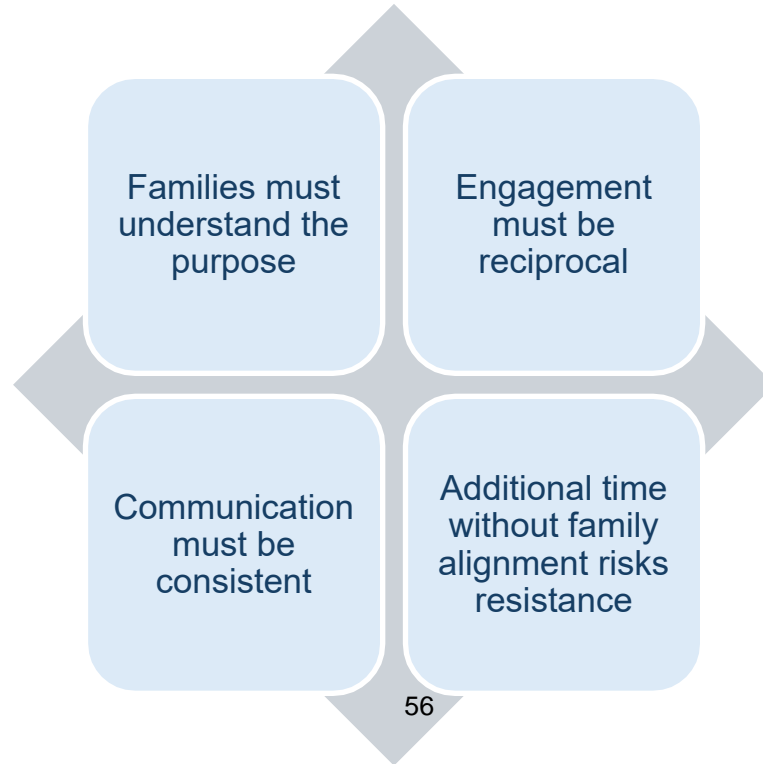 Families must
understand the
purpose
Engagement
must be
reciprocal
Communication
must be
consistent
Additional time
without family
alignment risks
resistance
56